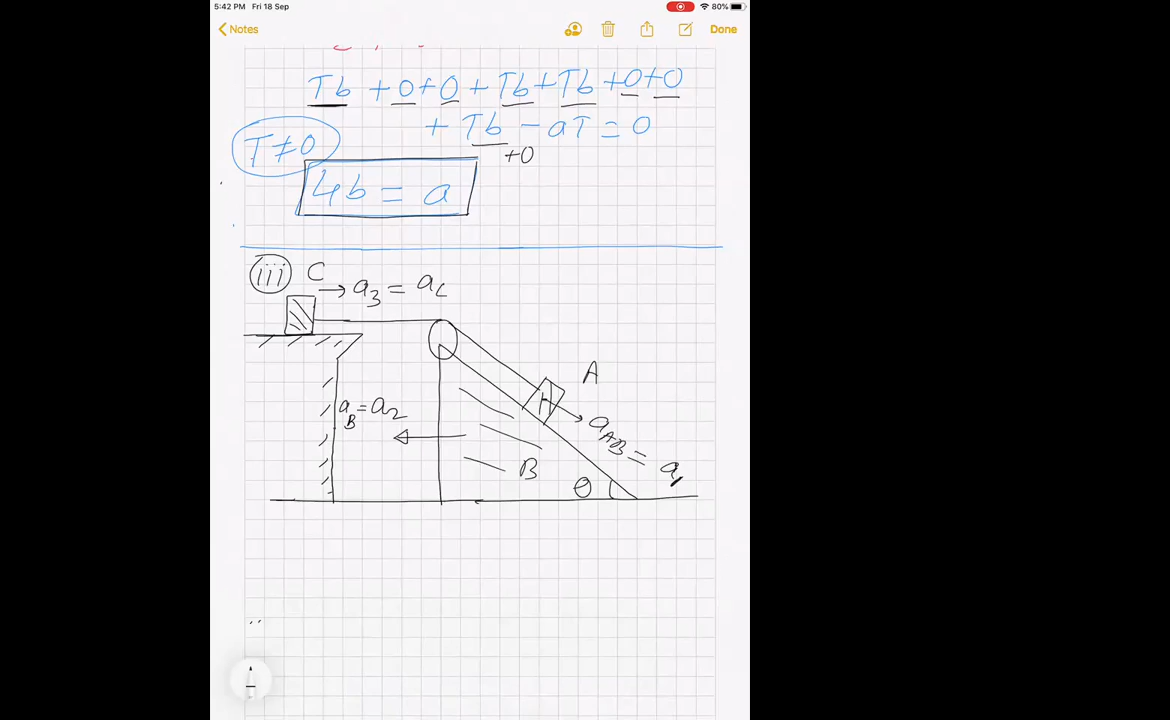 5:42 PM Fri 18 Sep
80%
Notes
Done
Tb + 0 + 0 + Tb + Tb + 0 + 0
+ Tb - aT = 0
+0
T ≠ 0
4b = a
iii
C → a3 = aC
A
aB = a2
aAB = a1
B
θ